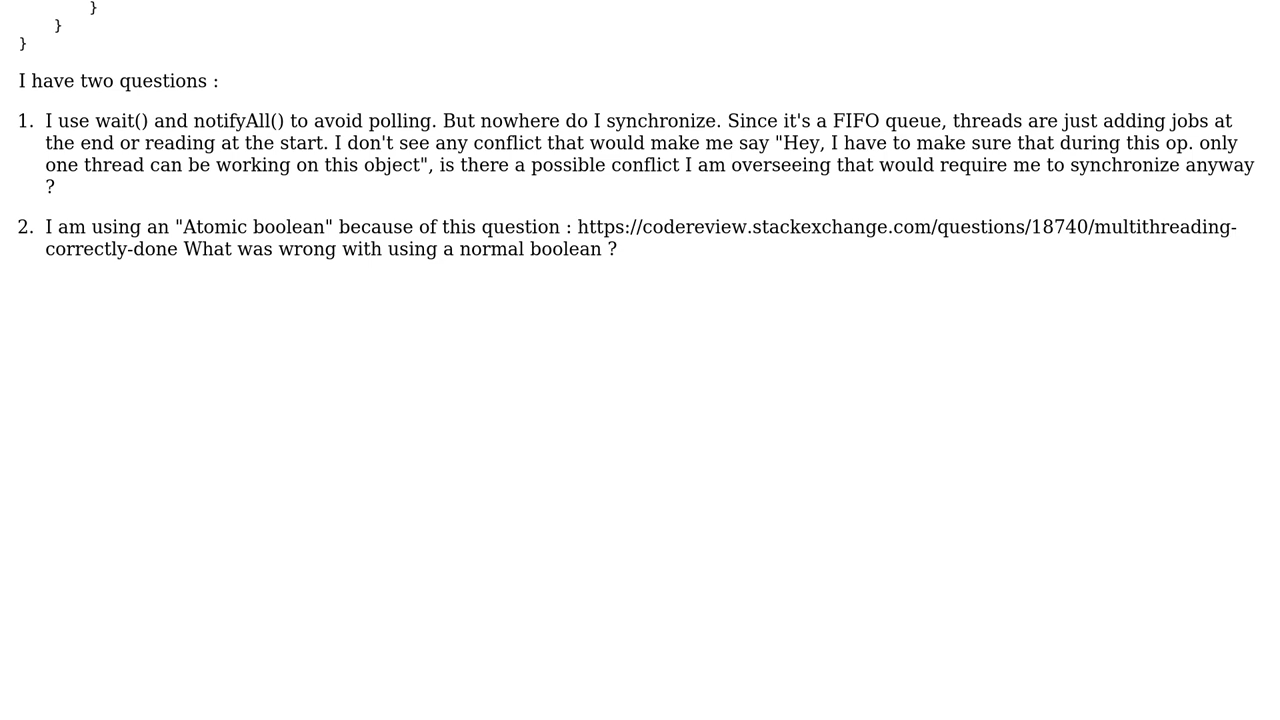 }
}
}
I have two questions :
1. I use wait() and notifyAll() to avoid polling. But nowhere do I synchronize. Since it's a FIFO queue, threads are just adding jobs at
the end or reading at the start. I don't see any conflict that would make me say "Hey, I have to make sure that during this op. only
one thread can be working on this object", is there a possible conflict I am overseeing that would require me to synchronize anyway
?
2. I am using an "Atomic boolean" because of this question : https://codereview.stackexchange.com/questions/18740/multithreading-
correctly-done What was wrong with using a normal boolean ?